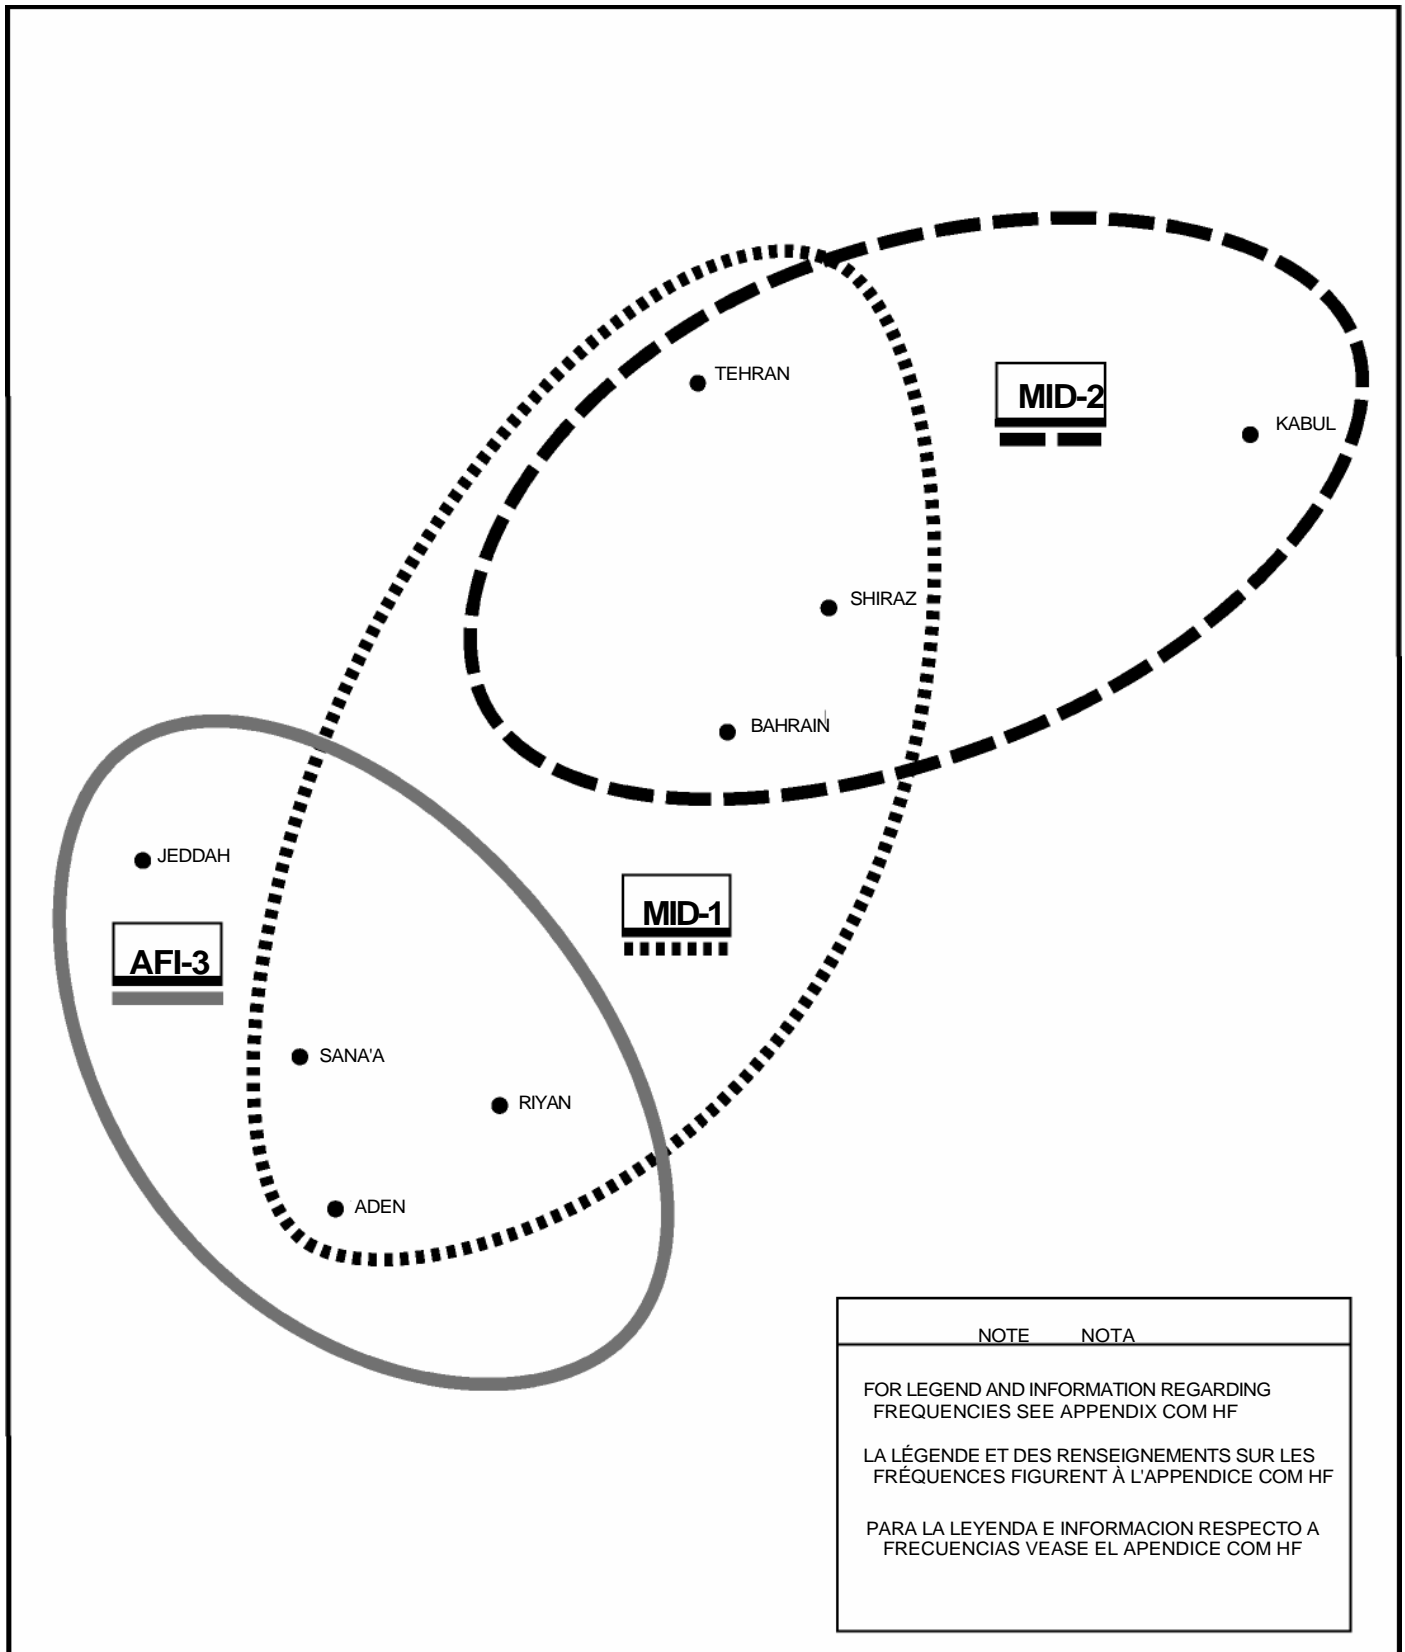 TEHRAN
MID-2
KABUL
SHIRAZ
BAHRAIN
JEDDAH
MID-1
AFI-3
SANA'A
RIYAN
ADEN
NOTE NOTA
FOR LEGEND AND INFORMATION REGARDING
FREQUENCIES SEE APPENDIX COM HF
LA LÉGENDE ET DES RENSEIGNEMENTS SUR LES
FRÉQUENCES FIGURENT À L'APPENDICE COM HF
PARA LA LEYENDA E INFORMACION RESPECTO A
FRECUENCIAS VEASE EL APENDICE COM HF